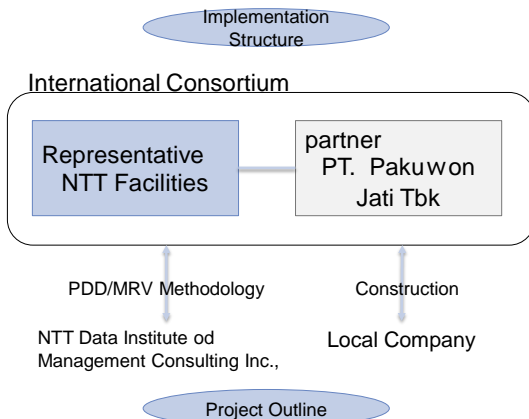 Implementation
Structure
International Consortium
Representative
NTT Facilities
partner
PT. Pakuwon
Jati Tbk
PDD/MRV Methodology
Construction
NTT Data Institute od
Management Consulting Inc.,
Local Company
Project Outline